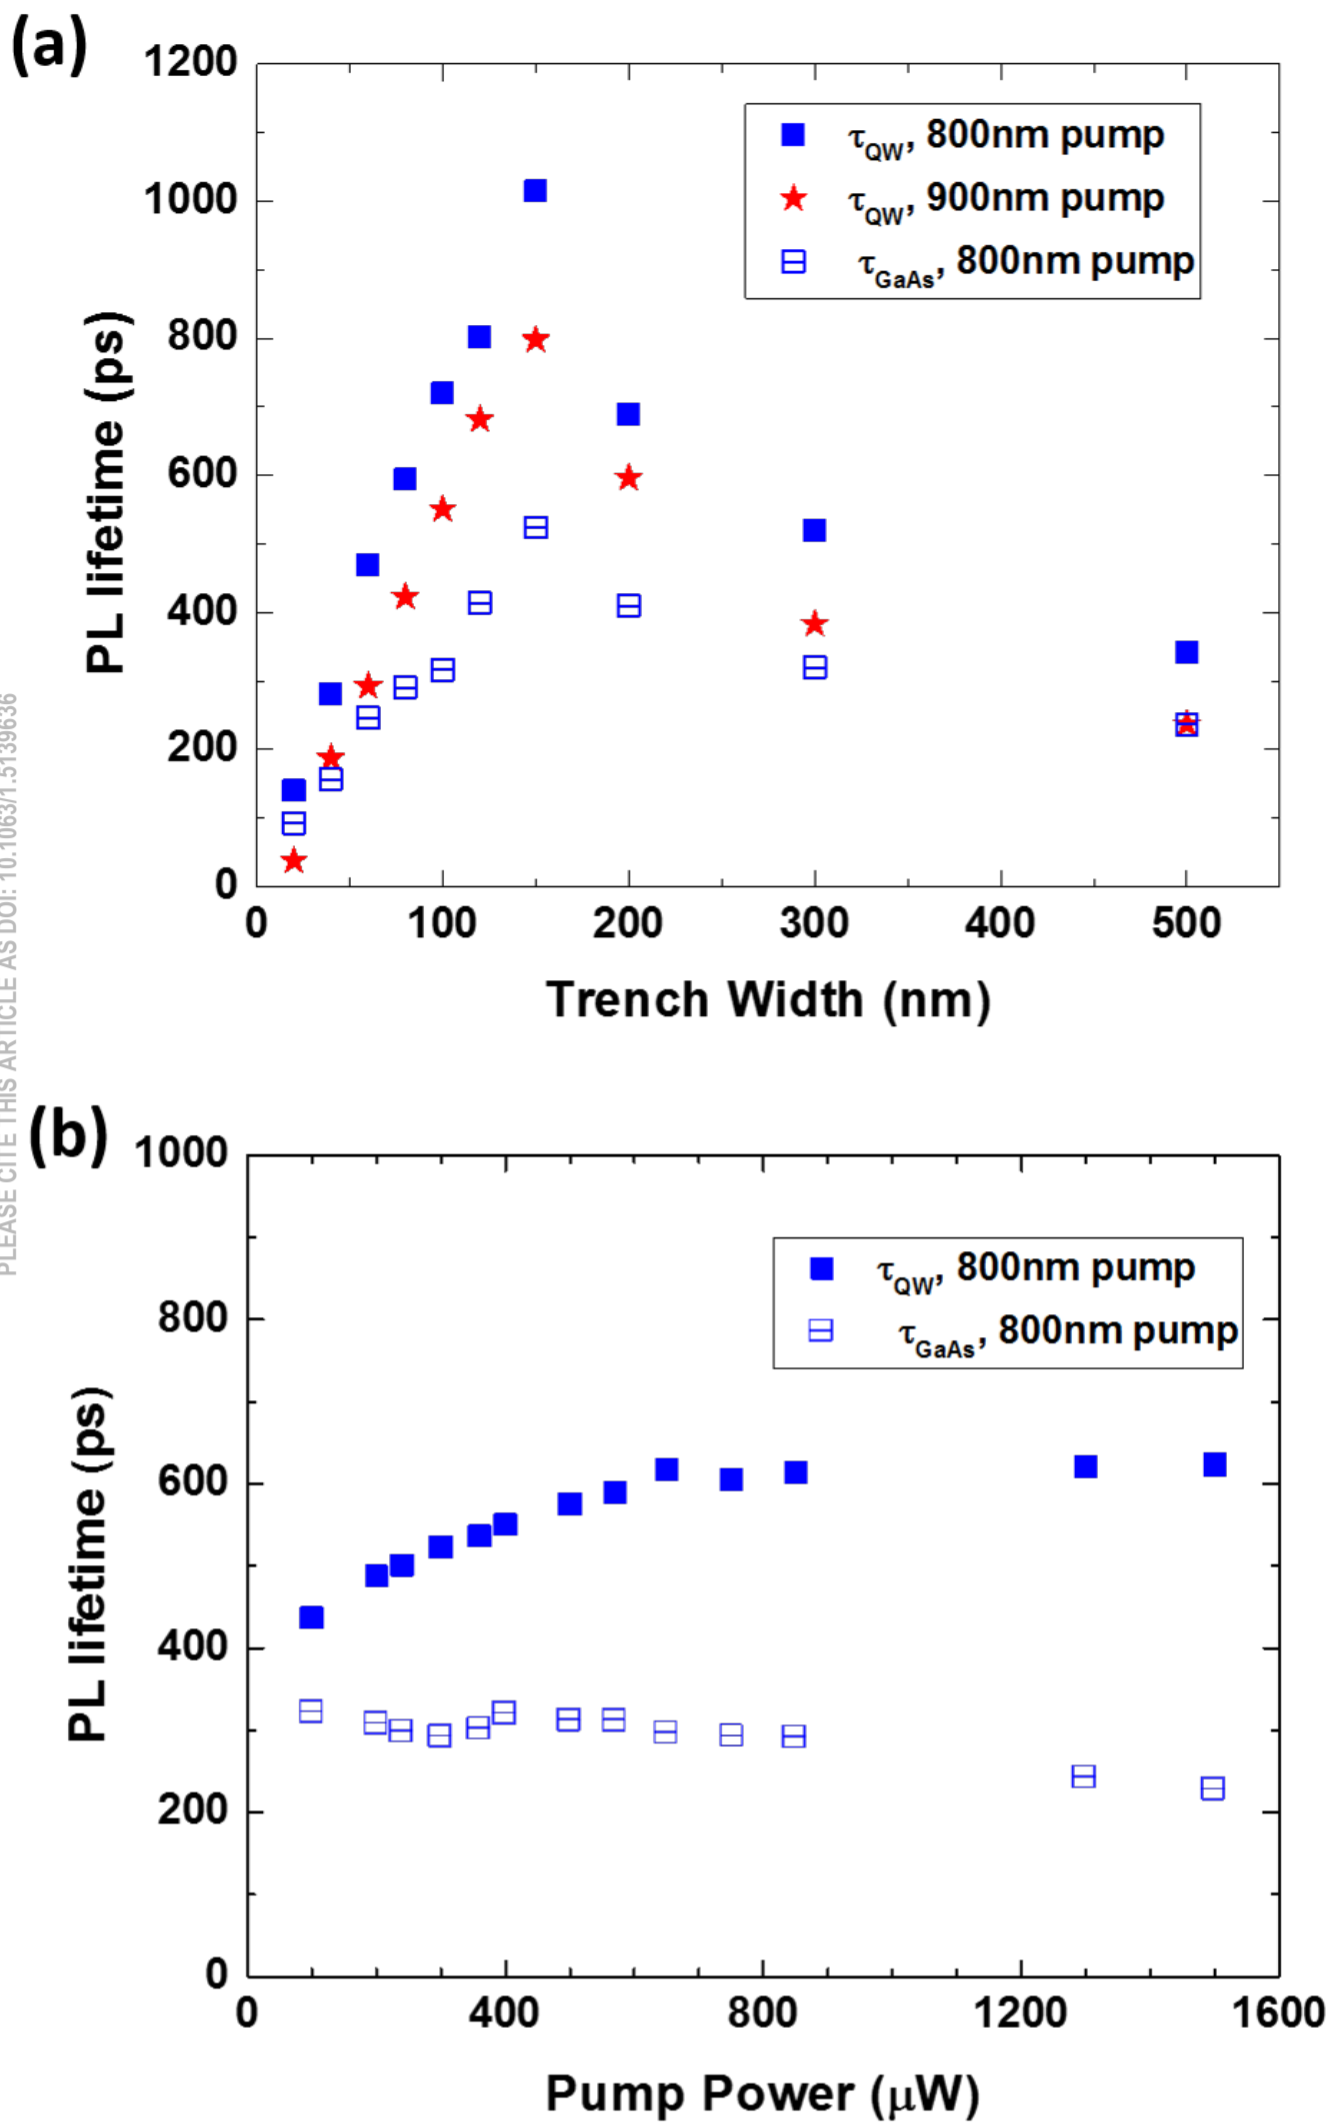 (a)
1200
1000
800
600
400
200
0
PL lifetime (ps)
τQW, 800nm pump
τQW, 900nm pump
τGaAs, 800nm pump
0 100 200 300 400 500
Trench Width (nm)
PLEASE CITE THIS ARTICLE AS DOI: 10.1063/1.5139636
(b)
1000
800
600
400
200
0
PL lifetime (ps)
τQW, 800nm pump
τGaAs, 800nm pump
0 400 800 1200 1600
Pump Power (μW)